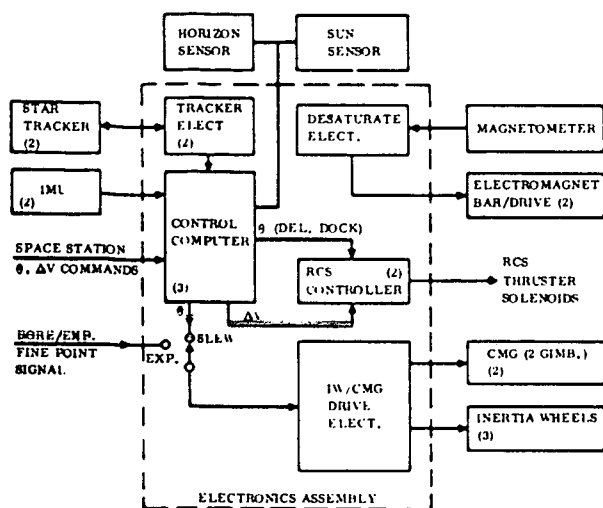 HORIZON
SENSOR
SUN
SENSOR
STAR
TRACKER
(2)
TRACKER
ELECT
(2)
DESATURATE
ELECT.
MAGNETOMETER
IMU
(2)
ELECTROMAGNET
BAR/DRIVE (2)
CONTROL
COMPUTER
(3)
θ (DEL, DOCK)
SPACE STATION
θ, ΔV COMMANDS
RCS (2)
CONTROLLER
RCS
THRUSTER
SOLENOIDS
θ
ΔV
SLEW
BORE/EXP.
FINE POINT
SIGNAL
EXP.
IW/CMG
DRIVE
ELECT.
CMG (2 GIMB.)
(2)
INERTIA WHEELS
(3)
ELECTRONICS ASSEMBLY